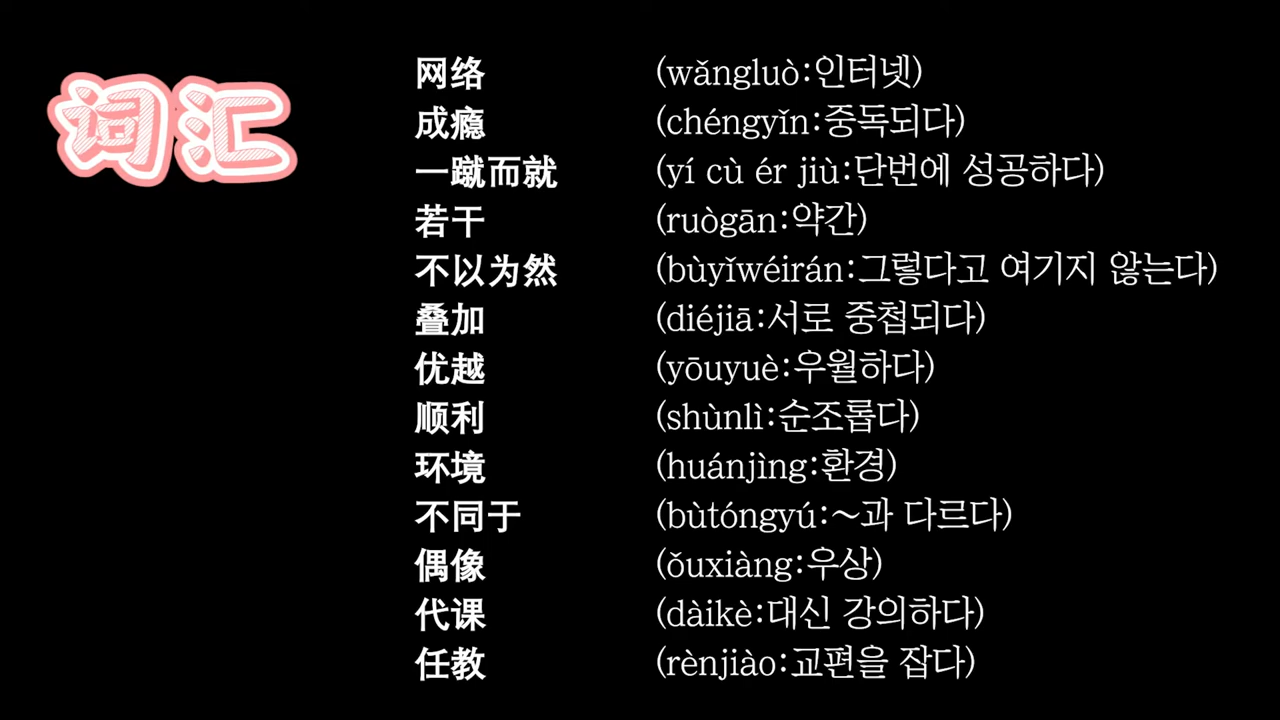 词汇
网络 (wǎngluò:인터넷)
成瘾 (chéngyǐn:중독되다)
一蹴而就 (yí cù ér jiù:단번에 성공하다)
若干 (ruògān:약간)
不以为然 (bùyǐwéirán:그렇다고 여기지 않는다)
叠加 (diéjiā:서로 중첩되다)
优越 (yōuyuè:우월하다)
顺利 (shùnlì:순조롭다)
环境 (huánjìng:환경)
不同于 (bùtóngyú:～과 다르다)
偶像 (ǒuxiàng:우상)
代课 (dàikè:대신 강의하다)
任教 (rènjiào:교편을 잡다)